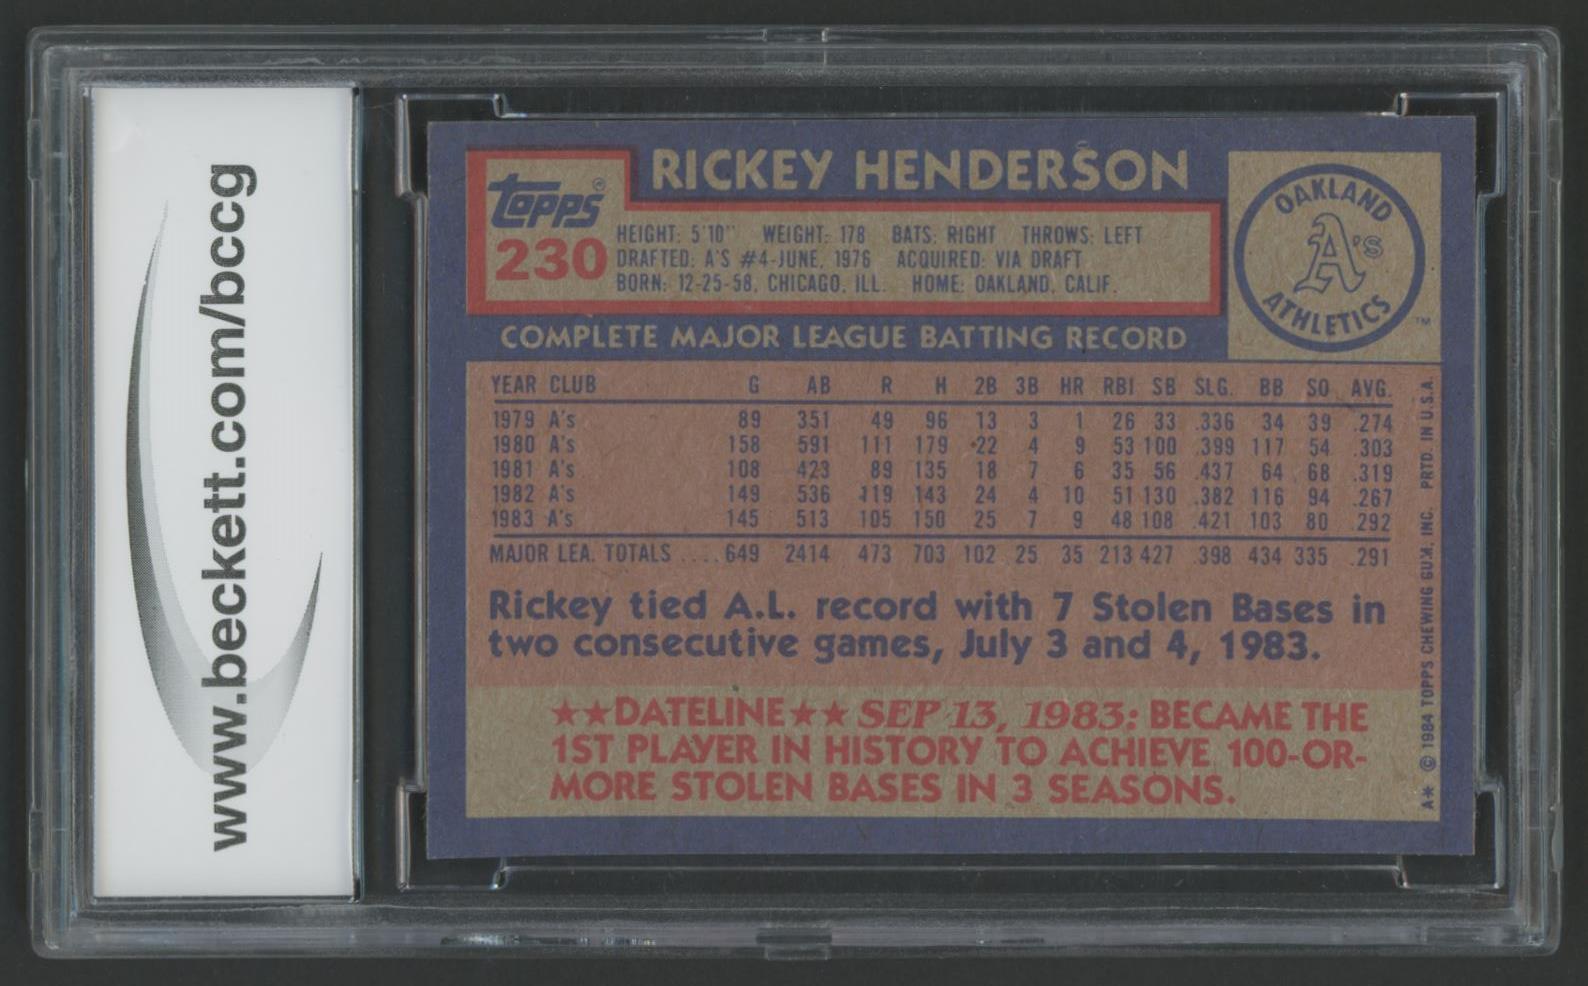 www.beckett.com/bccg
RICKEY HENDERSON
Topps®
230
HEIGHT: 5'10" WEIGHT: 178 BATS: RIGHT THROWS: LEFT
DRAFTED: A'S #4-JUNE, 1976 ACQUIRED: VIA DRAFT
BORN: 12-25-58, CHICAGO, ILL. HOME: OAKLAND, CALIF.
OAKLAND
A's
ATHLETICS
™
COMPLETE MAJOR LEAGUE BATTING RECORD
YEAR CLUB G AB R H 2B 3B HR RBI SB SLG. BB SO AVG.
1979 A's 89 351 49 96 13 3 1 26 33 .336 34 39 .274
1980 A's 158 591 111 179 22 4 9 53 100 .399 117 54 .303
1981 A's 108 423 89 135 18 7 6 35 56 .437 64 68 .319
1982 A's 149 536 119 143 24 4 10 51 130 .382 116 94 .267
1983 A's 145 513 105 150 25 7 9 48 108 .421 103 80 .292
MAJOR LEA. TOTALS .... 649 2414 473 703 102 25 35 213 427 .398 434 335 .291
Rickey tied A.L. record with 7 Stolen Bases in
two consecutive games, July 3 and 4, 1983.
★★DATELINE★★ SEP 13, 1983: BECAME THE
1ST PLAYER IN HISTORY TO ACHIEVE 100-OR-
MORE STOLEN BASES IN 3 SEASONS.
A* © 1984 TOPPS CHEWING GUM, INC. PRTD. IN U.S.A.